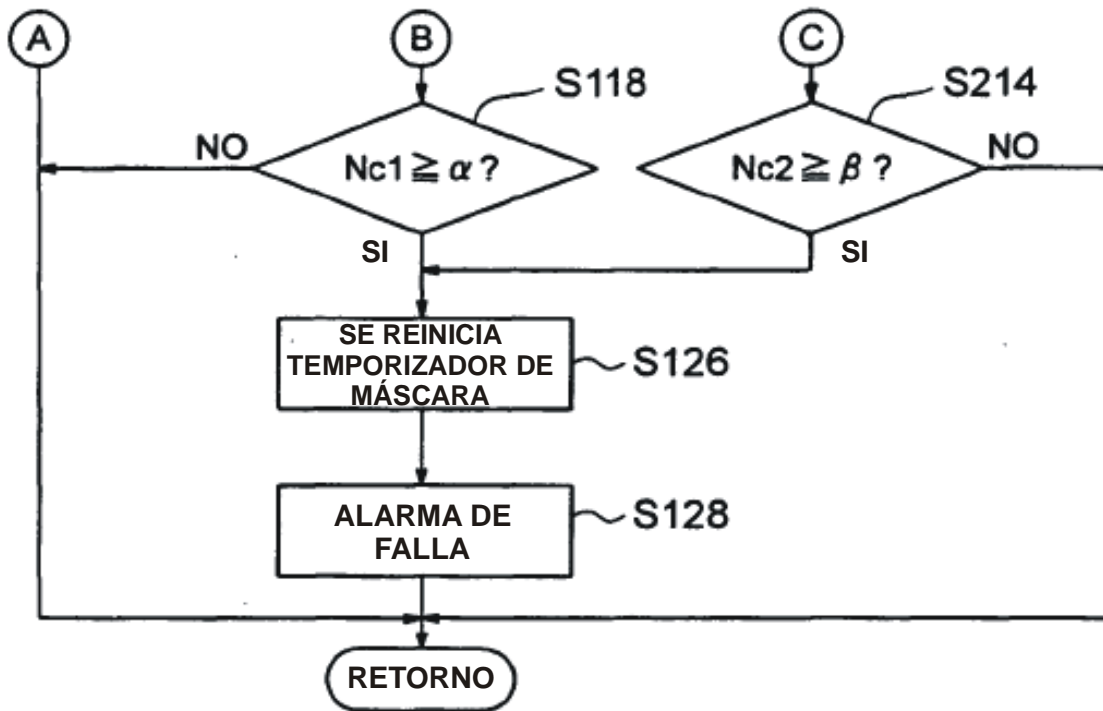 A
B
C
S118
S214
NO
Nc1 ≧ α ?
Nc2 ≧ β ?
NO
SI
SI
SE REINICIA
TEMPORIZADOR DE
MÁSCARA
S126
ALARMA DE
FALLA
S128
RETORNO